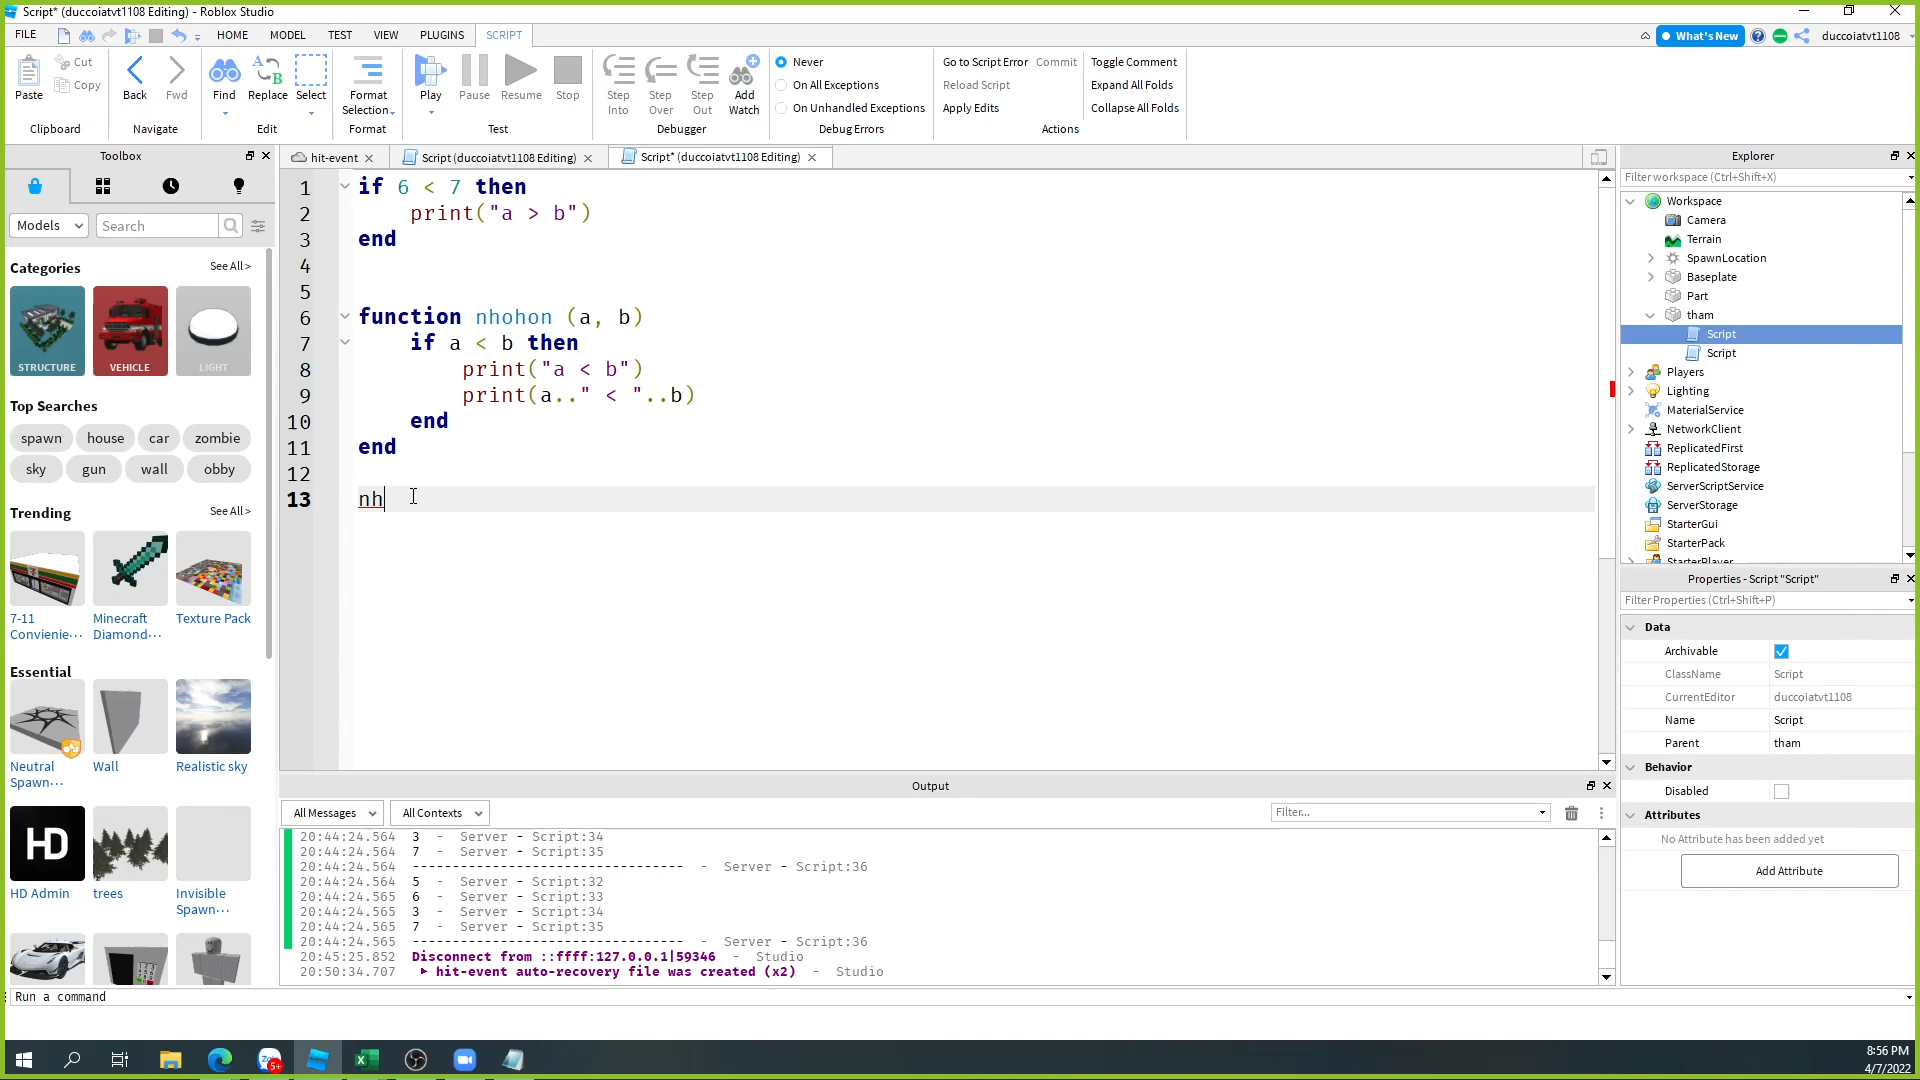 Script* (duccoiatvt1108 Editing) - Roblox Studio
FILE HOME MODEL TEST VIEW PLUGINS SCRIPT What's New duccoiatvt1108
Paste Cut Copy Clipboard
Back Fwd Navigate
Find Replace Select Edit
Format Selection Format
Play Pause Resume Stop Test
Step Into Step Over Step Out Add Watch Debugger
Never
On All Exceptions
On Unhandled Exceptions
Debug Errors
Go to Script Error Commit
Reload Script
Apply Edits
Toggle Comment
Expand All Folds
Collapse All Folds
Actions
Toolbox
Models Search
Categories See All >
STRUCTURE VEHICLE LIGHT
Top Searches
spawn house car zombie
sky gun wall obby
Trending See All >
7-11 Convienie... Minecraft Diamond... Texture Pack
Essential
Neutral Spawn... Wall Realistic sky
HD
HD Admin trees Invisible Spawn...
hit-event Script (duccoiatvt1108 Editing) Script* (duccoiatvt1108 Editing)
1 if 6 < 7 then
2 print("a > b")
3 end
4
5
6 function nhohon (a, b)
7 if a < b then
8 print("a < b")
9 print(a.." < "..b)
10 end
11 end
12
13 nh
Output
All Messages All Contexts Filter...
20:44:24.564 3 - Server - Script:34
20:44:24.564 7 - Server - Script:35
20:44:24.564 ---------------------------------- - Server - Script:36
20:44:24.564 5 - Server - Script:32
20:44:24.565 6 - Server - Script:33
20:44:24.565 3 - Server - Script:34
20:44:24.565 7 - Server - Script:35
20:44:24.565 ---------------------------------- - Server - Script:36
20:45:25.852 Disconnect from ::ffff:127.0.0.1|59346 - Studio
20:50:34.707 hit-event auto-recovery file was created (x2) - Studio
Explorer
Filter workspace (Ctrl+Shift+X)
Workspace
Camera
Terrain
SpawnLocation
Baseplate
Part
tham
Script
Script
Players
Lighting
MaterialService
NetworkClient
ReplicatedFirst
ReplicatedStorage
ServerScriptService
ServerStorage
StarterGui
StarterPack
StarterPlayer
Properties - Script "Script"
Filter Properties (Ctrl+Shift+P)
Data
Archivable
ClassName Script
CurrentEditor duccoiatvt1108
Name Script
Parent tham
Behavior
Disabled
Attributes
No Attribute has been added yet
Add Attribute
Run a command
5+
8:56 PM
4/7/2022